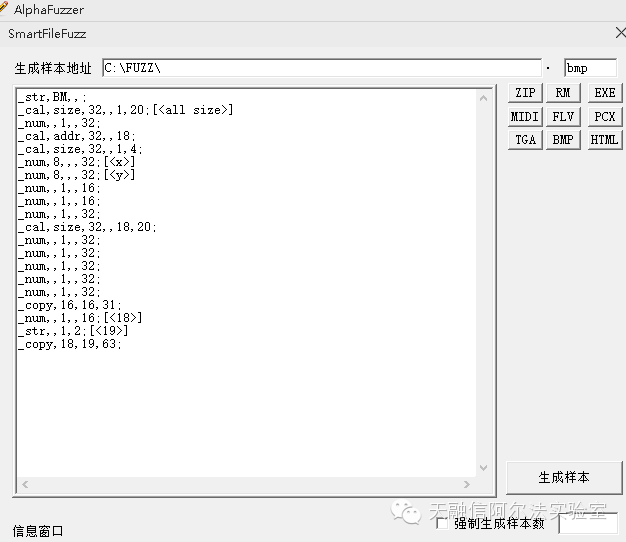 AlphaFuzzer
SmartFileFuzz
生成样本地址 C:\FUZZ\ . bmp
_str,BM,,;
_cal,size,32,,1,20;[<all size>]
_num,,1,,32;
_cal,addr,32,,18;
_cal,size,32,,1,4;
_num,8,,,32;[<x>]
_num,8,,,32;[<y>]
_num,,1,,16;
_num,,1,,16;
_num,,1,,32;
_cal,size,32,,18,20;
_num,,1,,32;
_num,,1,,32;
_num,,1,,32;
_num,,1,,32;
_num,,1,,32;
_copy,16,16,31;
_num,,1,,16;[<18>]
_str,,1,2;[<19>]
_copy,18,19,63;
ZIP RM EXE
MIDI FLV PCX
TGA BMP HTML
生成样本
天融信阿尔法实验室
强制生成样本数
信息窗口